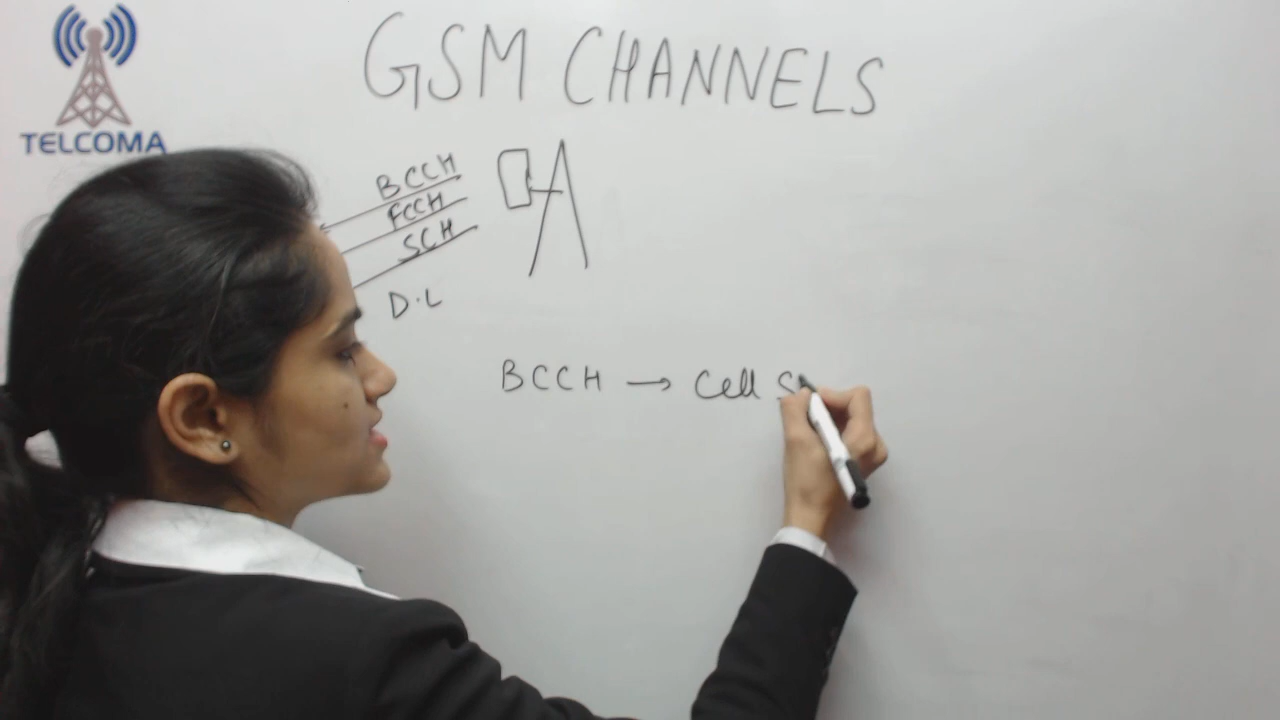 GSM CHANNELS
TELCOMA
BCCH
FCCH
SCH
D.L
BCCH → Cell